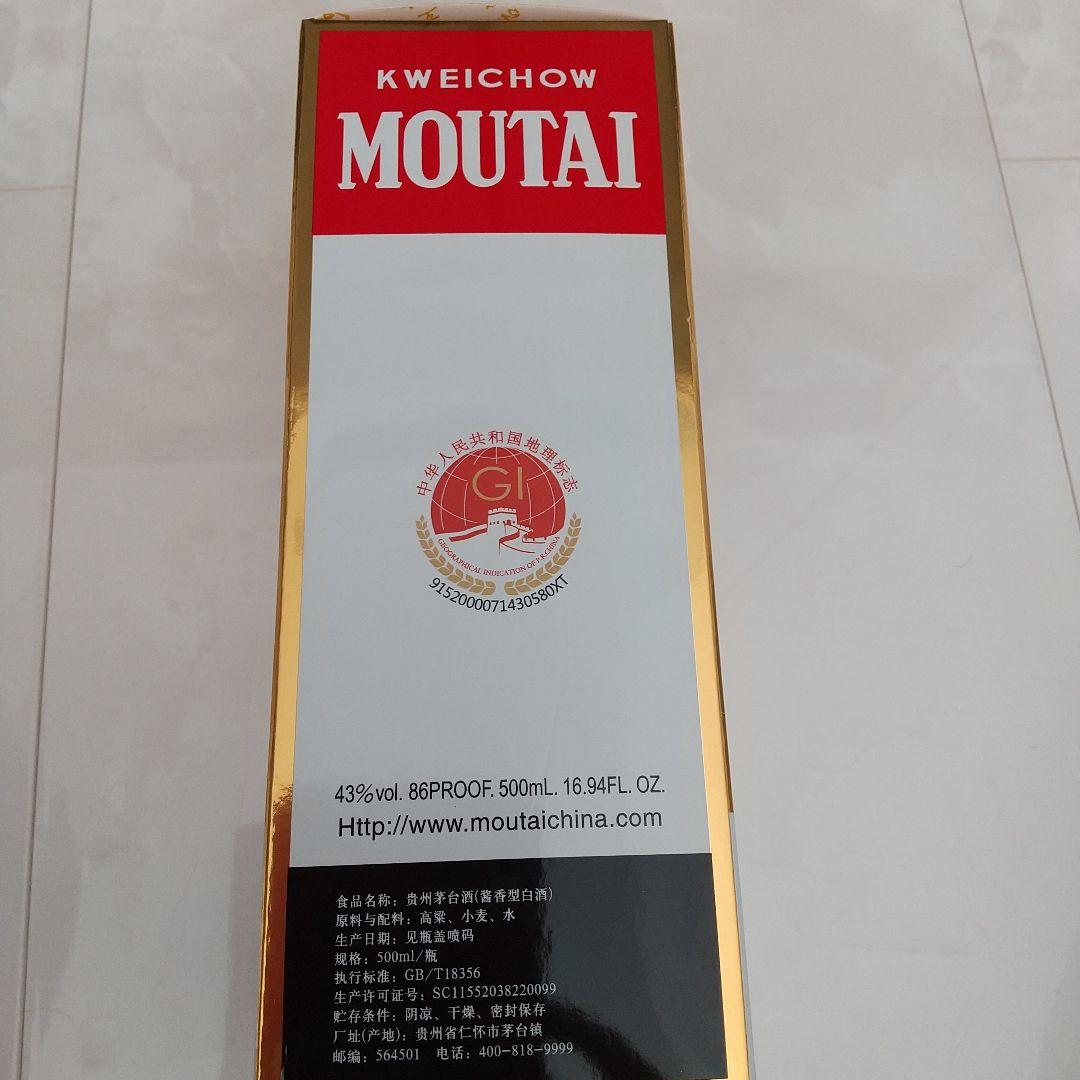 KWEICHOW
MOUTAI
中华人民共和国地理标志
GI
GEOGRAPHICAL INDICATION OF P.R.CHINA
9152000071430580XT
43%vol. 86PROOF. 500mL. 16.94FL. OZ.
Http://www.moutaichina.com
食品名称：贵州茅台酒(酱香型白酒)
原料与配料：高粱、小麦、水
生产日期：见瓶盖喷码
规格：500ml/瓶
执行标准：GB/T18356
生产许可证号：SC11552038220099
贮存条件：阴凉、干燥、密封保存
厂址(产地)：贵州省仁怀市茅台镇
邮编：564501 电话：400-818-9999